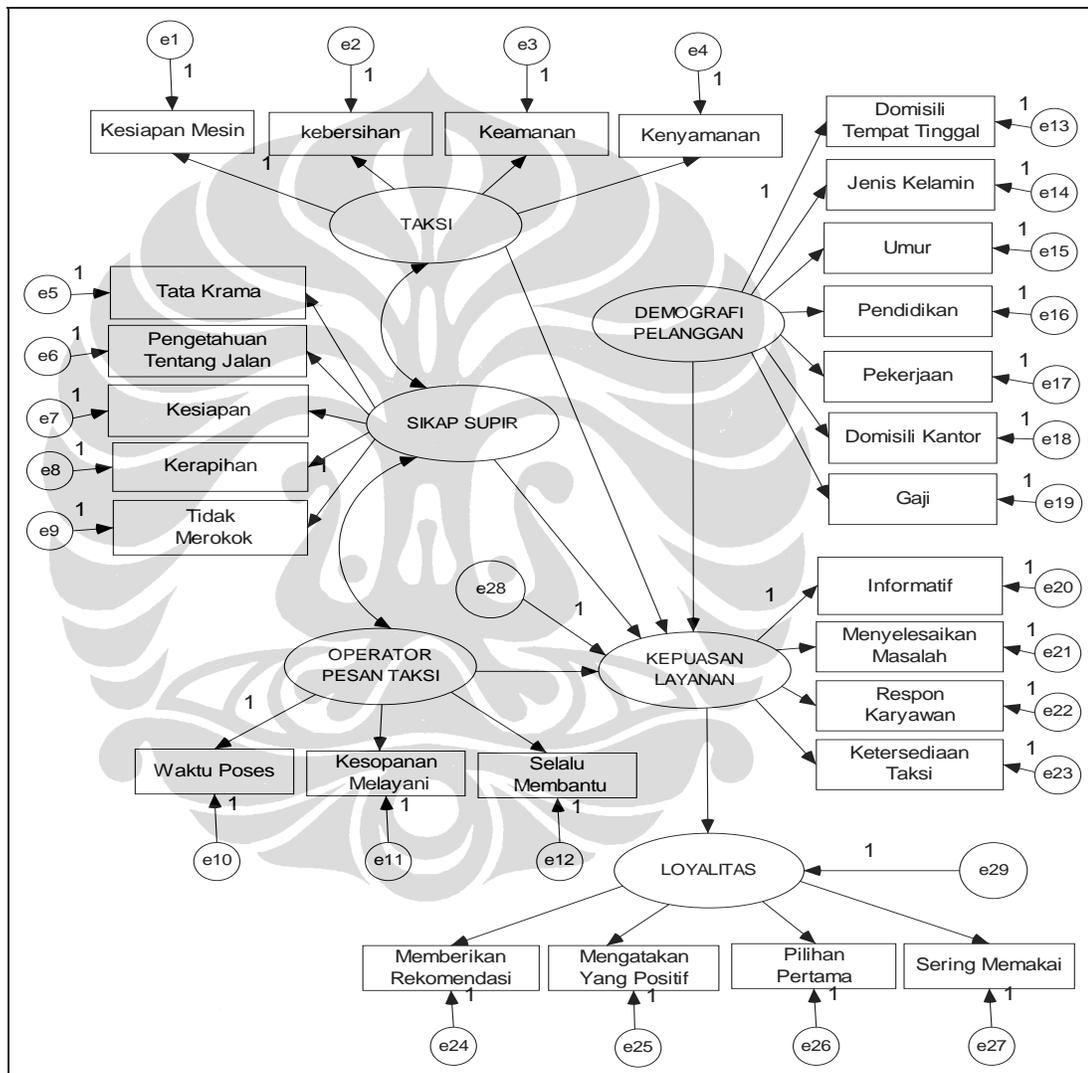 e1
e2
e3
e4
1
1
1
1
Kesiapan Mesin
kebersihan
Keamanan
Kenyamanan
1
TAKSI
Domisili
Tempat Tinggal
1
e13
Jenis Kelamin
1
e14
1
Umur
1
e15
Pendidikan
1
e16
Pekerjaan
1
e17
Domisili Kantor
1
e18
Gaji
1
e19
DEMOGRAFI
PELANGGAN
e5
1
Tata Krama
e6
1
Pengetahuan
Tentang Jalan
e7
1
Kesiapan
e8
1
Kerapihan
1
e9
1
Tidak
Merokok
SIKAP SUPIR
e28
1
OPERATOR
PESAN TAKSI
KEPUASAN
LAYANAN
1
Informatif
1
e20
Menyelesaikan
Masalah
1
e21
Respon
Karyawan
1
e22
Ketersediaan
Taksi
1
e23
1
Waktu Poses
Kesopanan
Melayani
Selalu
Membantu
1
1
1
e10
e11
e12
LOYALITAS
1
e29
Memberikan
Rekomendasi
Mengatakan
Yang Positif
Pilihan
Pertama
Sering Memakai
1
1
1
1
e24
e25
e26
e27